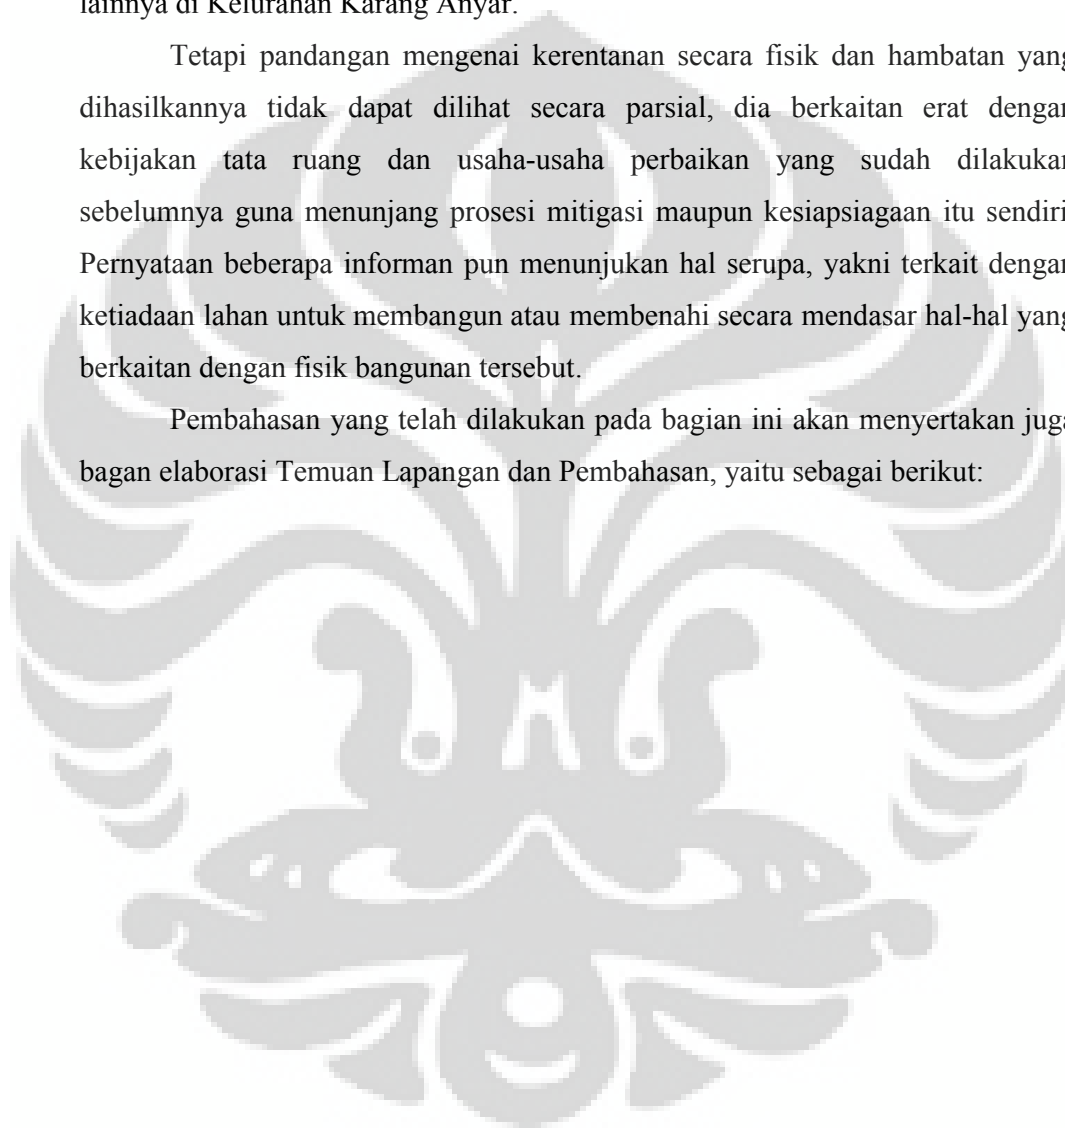 lainnya di Kelurahan Karang Anyar.
Tetapi pandangan mengenai kerentanan secara fisik dan hambatan yang
dihasilkannya tidak dapat dilihat secara parsial, dia berkaitan erat dengan
kebijakan tata ruang dan usaha-usaha perbaikan yang sudah dilakukan
sebelumnya guna menunjang prosesi mitigasi maupun kesiapsiagaan itu sendiri
Pernyataan beberapa informan pun menunjukan hal serupa, yakni terkait dengan
ketiadaan lahan untuk membangun atau membenahi secara mendasar hal-hal yang
berkaitan dengan fisik bangunan tersebut.
Pembahasan yang telah dilakukan pada bagian ini akan menyertakan juga
bagan elaborasi Temuan Lapangan dan Pembahasan, yaitu sebagai berikut: